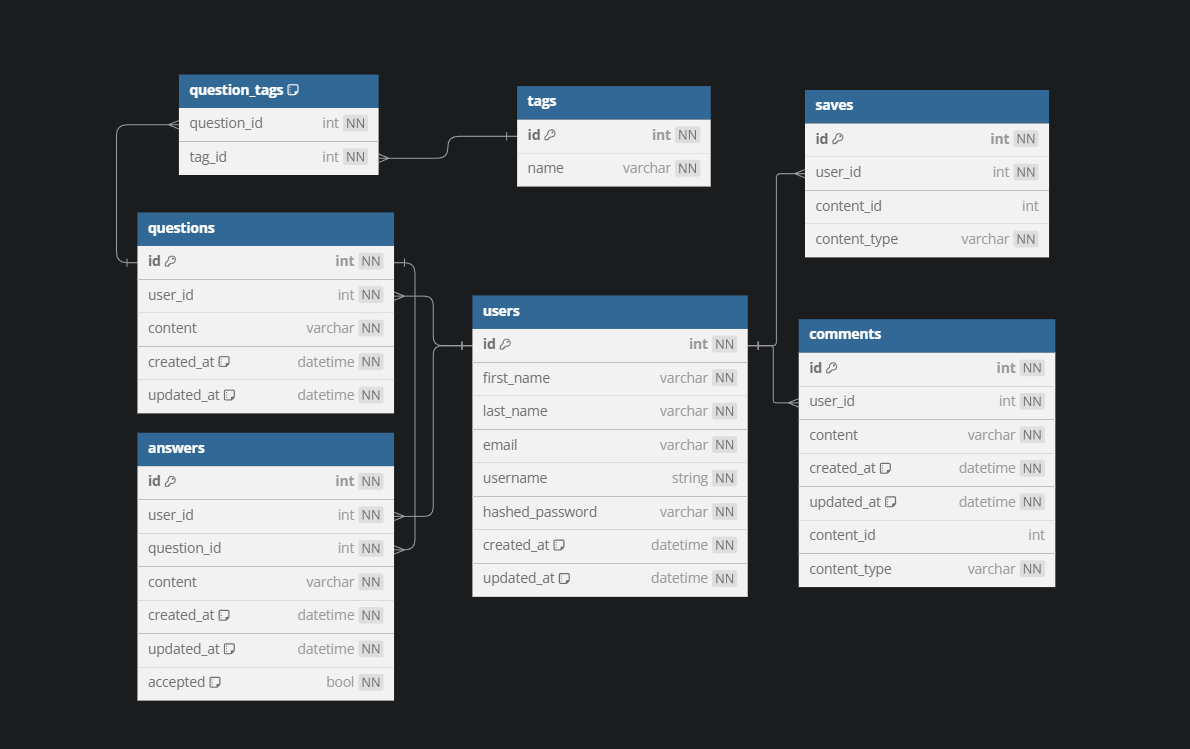 question_tags
question_id int NN
tag_id int NN
tags
id int NN
name varchar NN
saves
id int NN
user_id int NN
content_id int
content_type varchar NN
questions
id int NN
user_id int NN
content varchar NN
created_at datetime NN
updated_at datetime NN
users
id int NN
first_name varchar NN
last_name varchar NN
email varchar NN
username string NN
hashed_password varchar NN
created_at datetime NN
updated_at datetime NN
comments
id int NN
user_id int NN
content varchar NN
created_at datetime NN
updated_at datetime NN
content_id int
content_type varchar NN
answers
id int NN
user_id int NN
question_id int NN
content varchar NN
created_at datetime NN
updated_at datetime NN
accepted bool NN